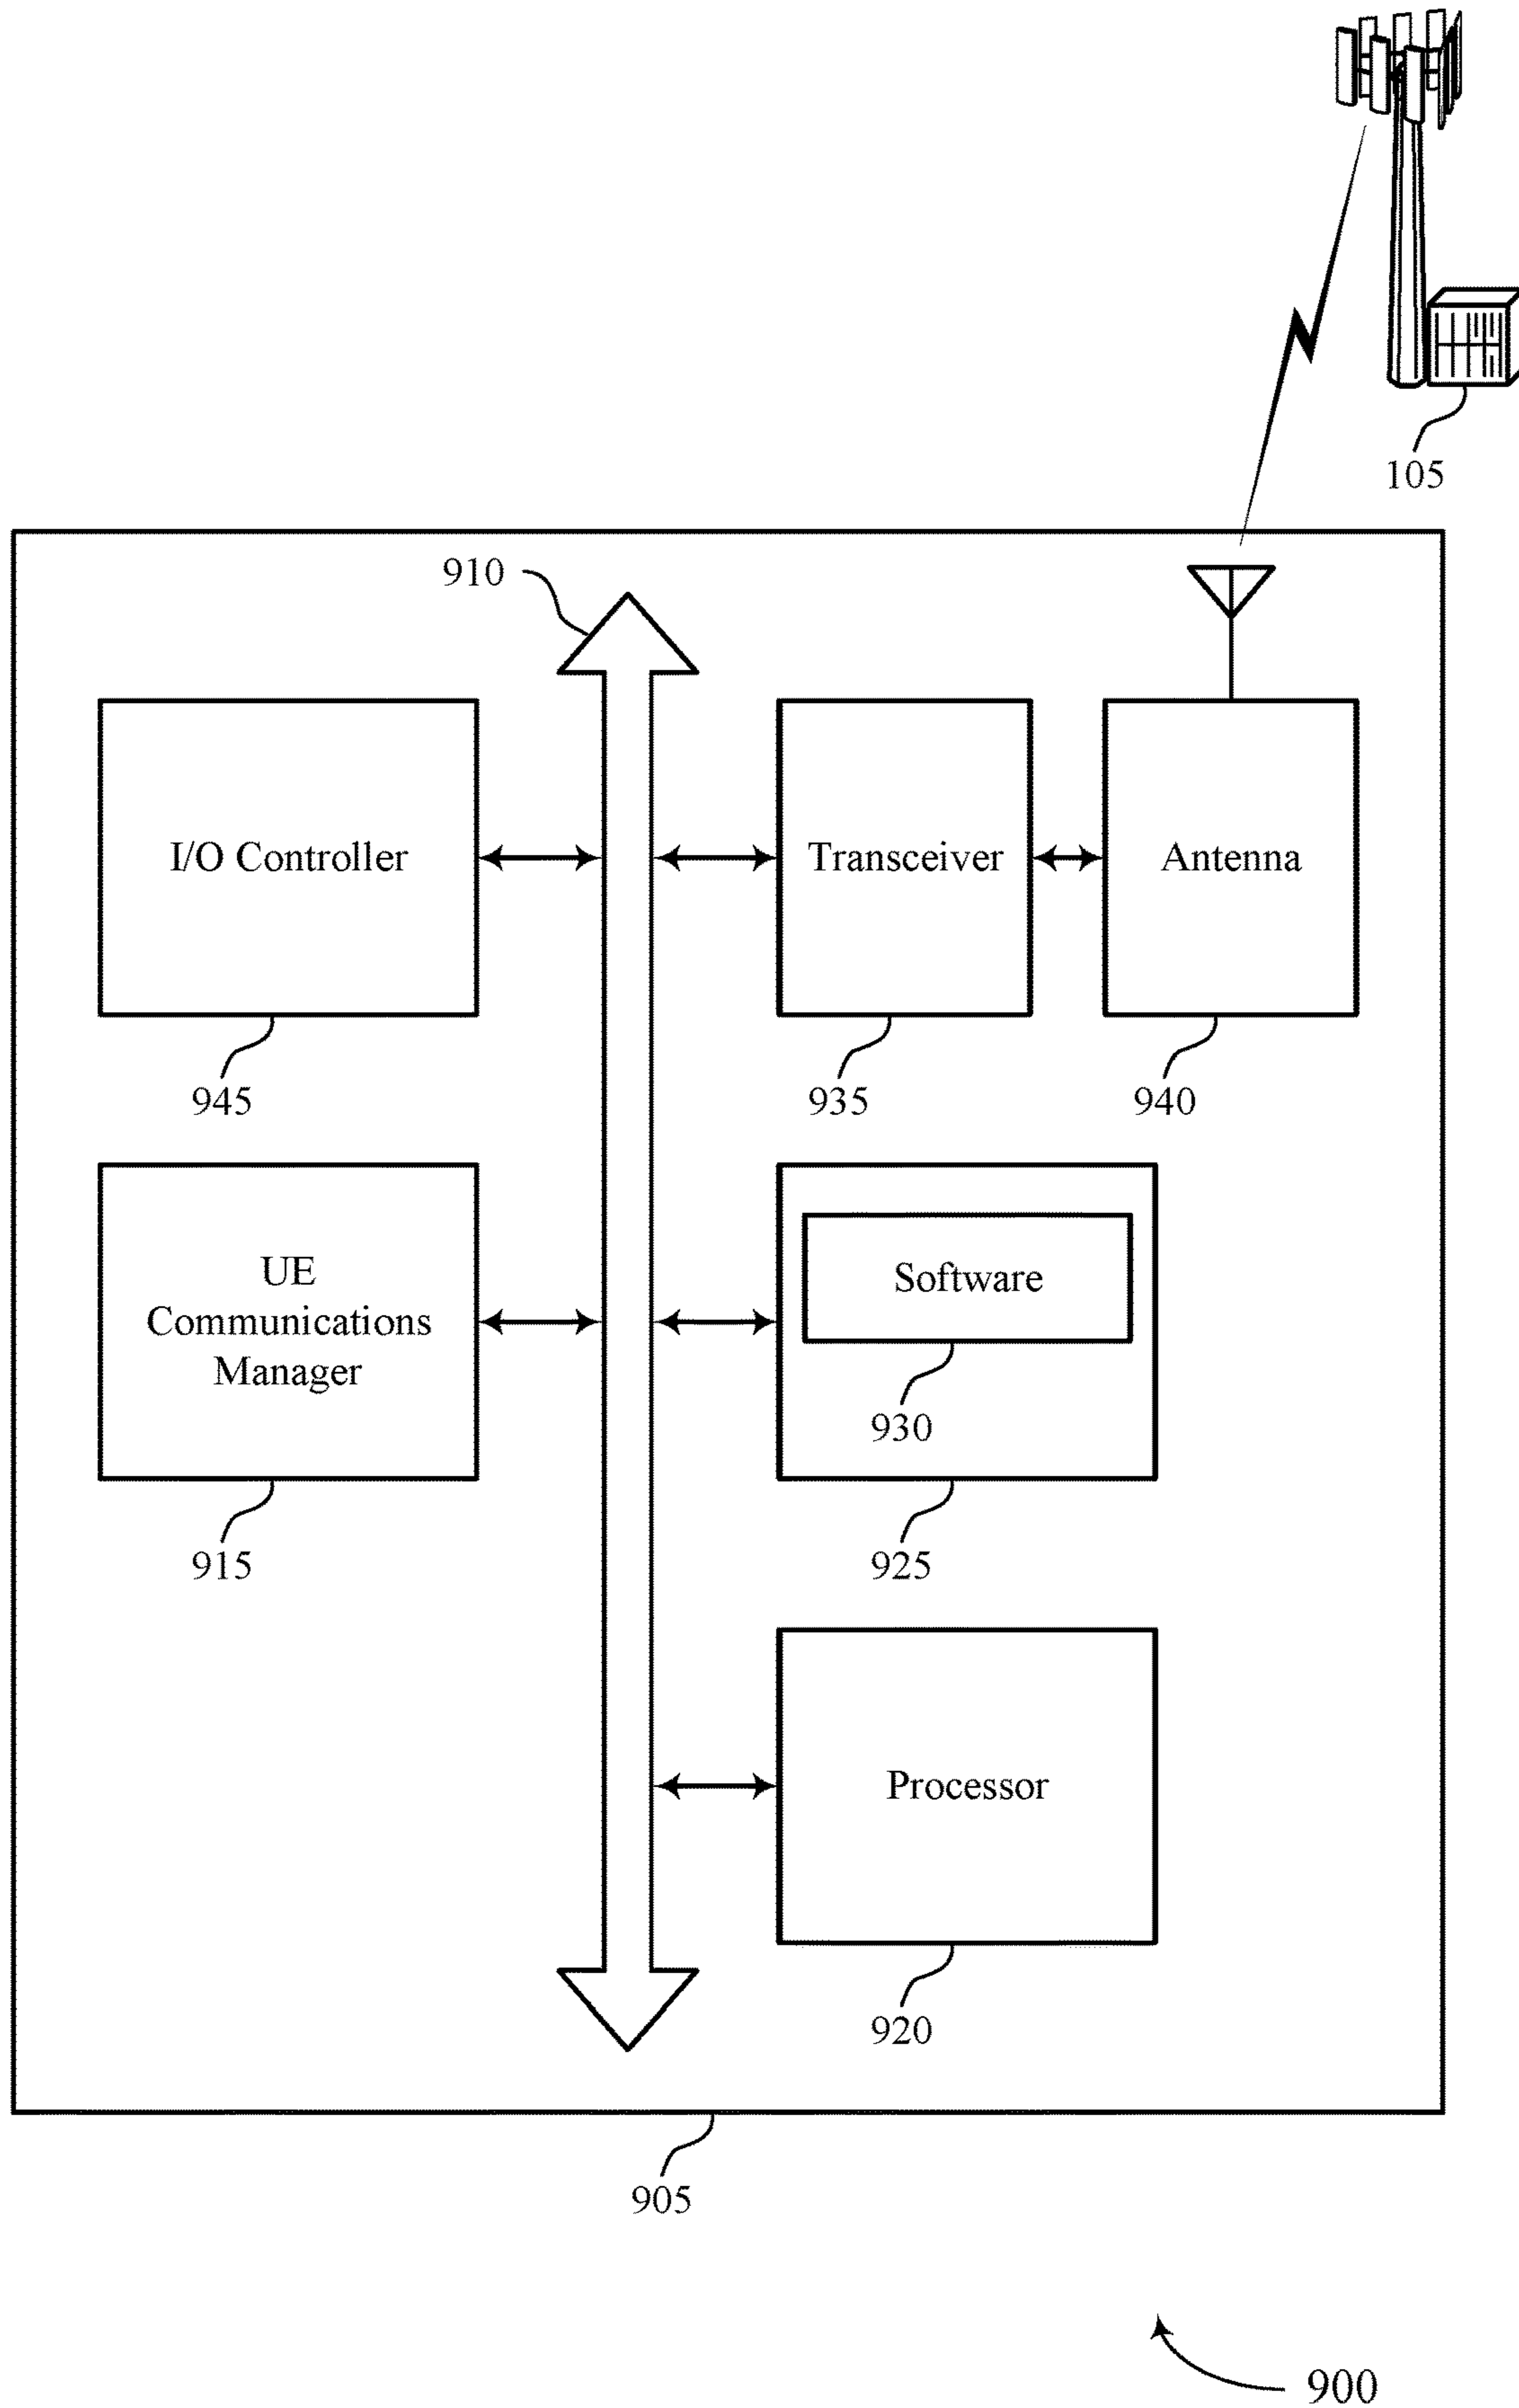 105
910
I/O Controller
Transceiver
Antenna
945
935
940
UE
Communications
Manager
Software
930
915
925
Processor
920
905
900